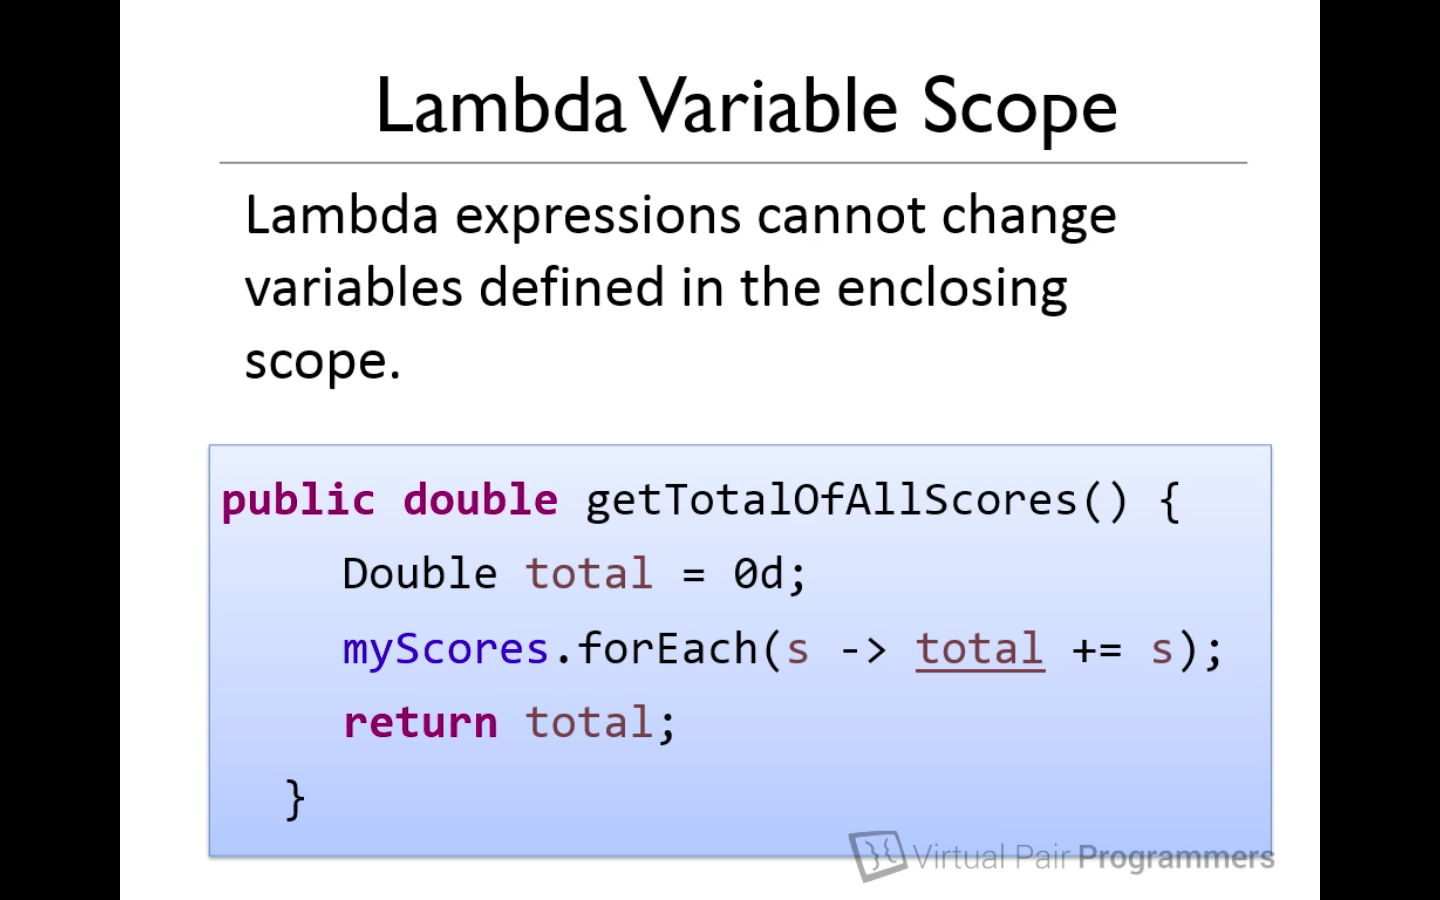 Lambda Variable Scope
Lambda expressions cannot change
variables defined in the enclosing
scope.
public double getTotalOfAllScores() {
Double total = 0d;
myScores.forEach(s -> total += s);
return total;
}
Virtual Pair Programmers